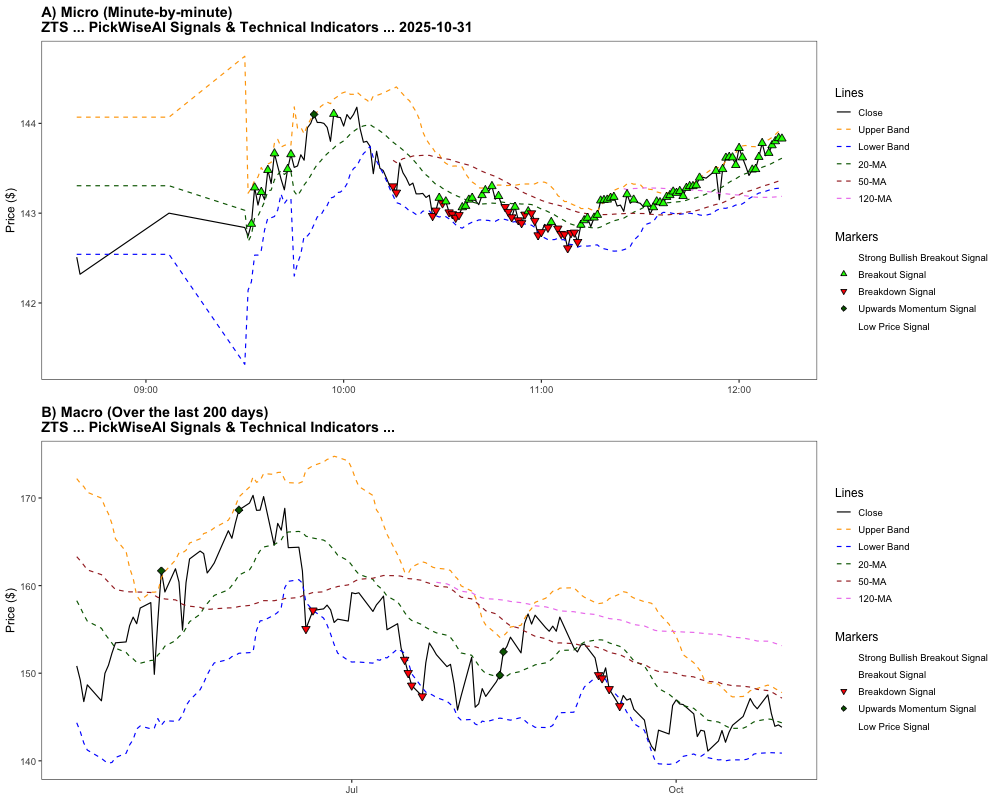 A) Micro (Minute-by-minute)
ZTS ... PickWiseAI Signals & Technical Indicators ... 2025-10-31
Price ($)
144
143
142
09:00
10:00
11:00
12:00
Lines
Close
Upper Band
Lower Band
20-MA
50-MA
120-MA
Markers
Strong Bullish Breakout Signal
Breakout Signal
Breakdown Signal
Upwards Momentum Signal
Low Price Signal
B) Macro (Over the last 200 days)
ZTS ... PickWiseAI Signals & Technical Indicators ...
Price ($)
170
160
150
140
Jul
Oct
Lines
Close
Upper Band
Lower Band
20-MA
50-MA
120-MA
Markers
Strong Bullish Breakout Signal
Breakout Signal
Breakdown Signal
Upwards Momentum Signal
Low Price Signal